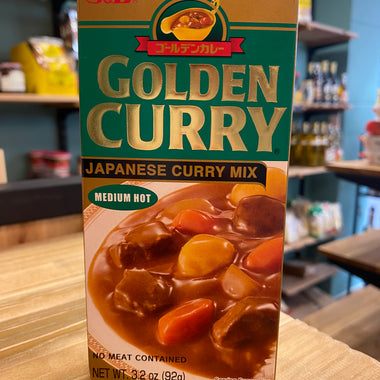 S&B
ゴールデンカレー
GOLDEN
CURRY
JAPANESE CURRY MIX
MEDIUM HOT
NO MEAT CONTAINED
NET WT. 3.2 oz (92g)